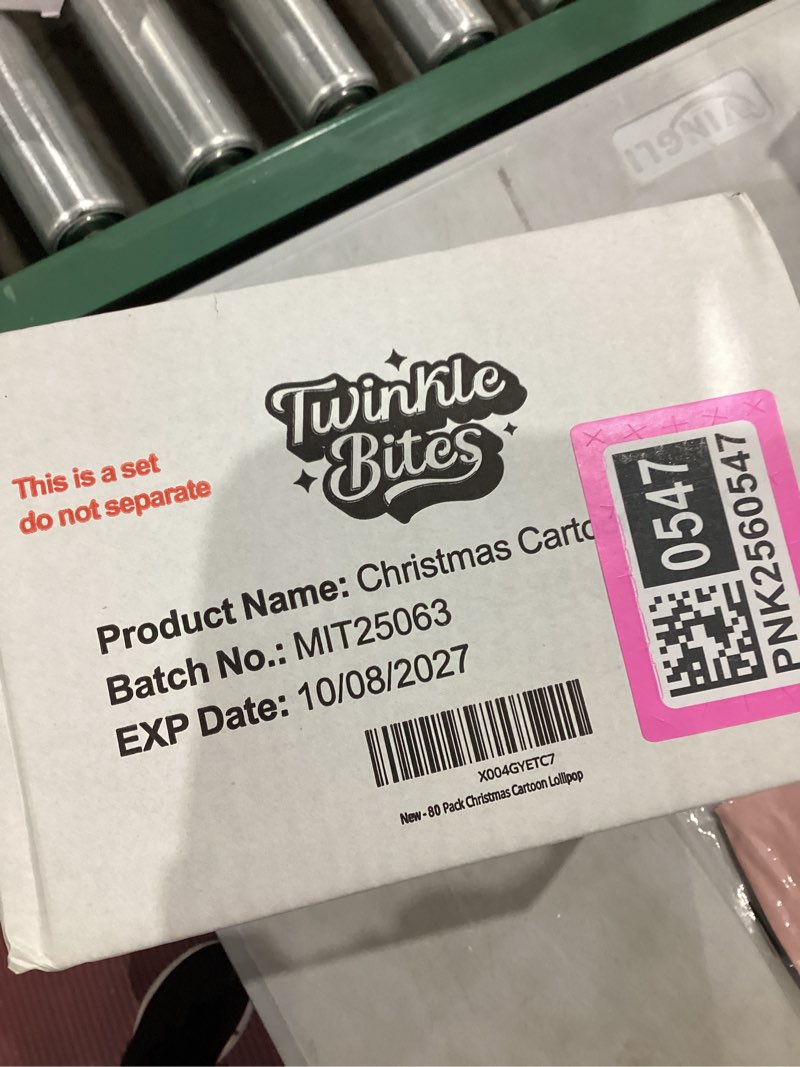 VINGLI
Twinkle
Bites
This is a set
do not separate
Product Name: Christmas Carto
Batch No.: MIT25063
EXP Date: 10/08/2027
X004GYETC7
New - 80 Pack Christmas Cartoon Lollipop
0547
PNK2560547